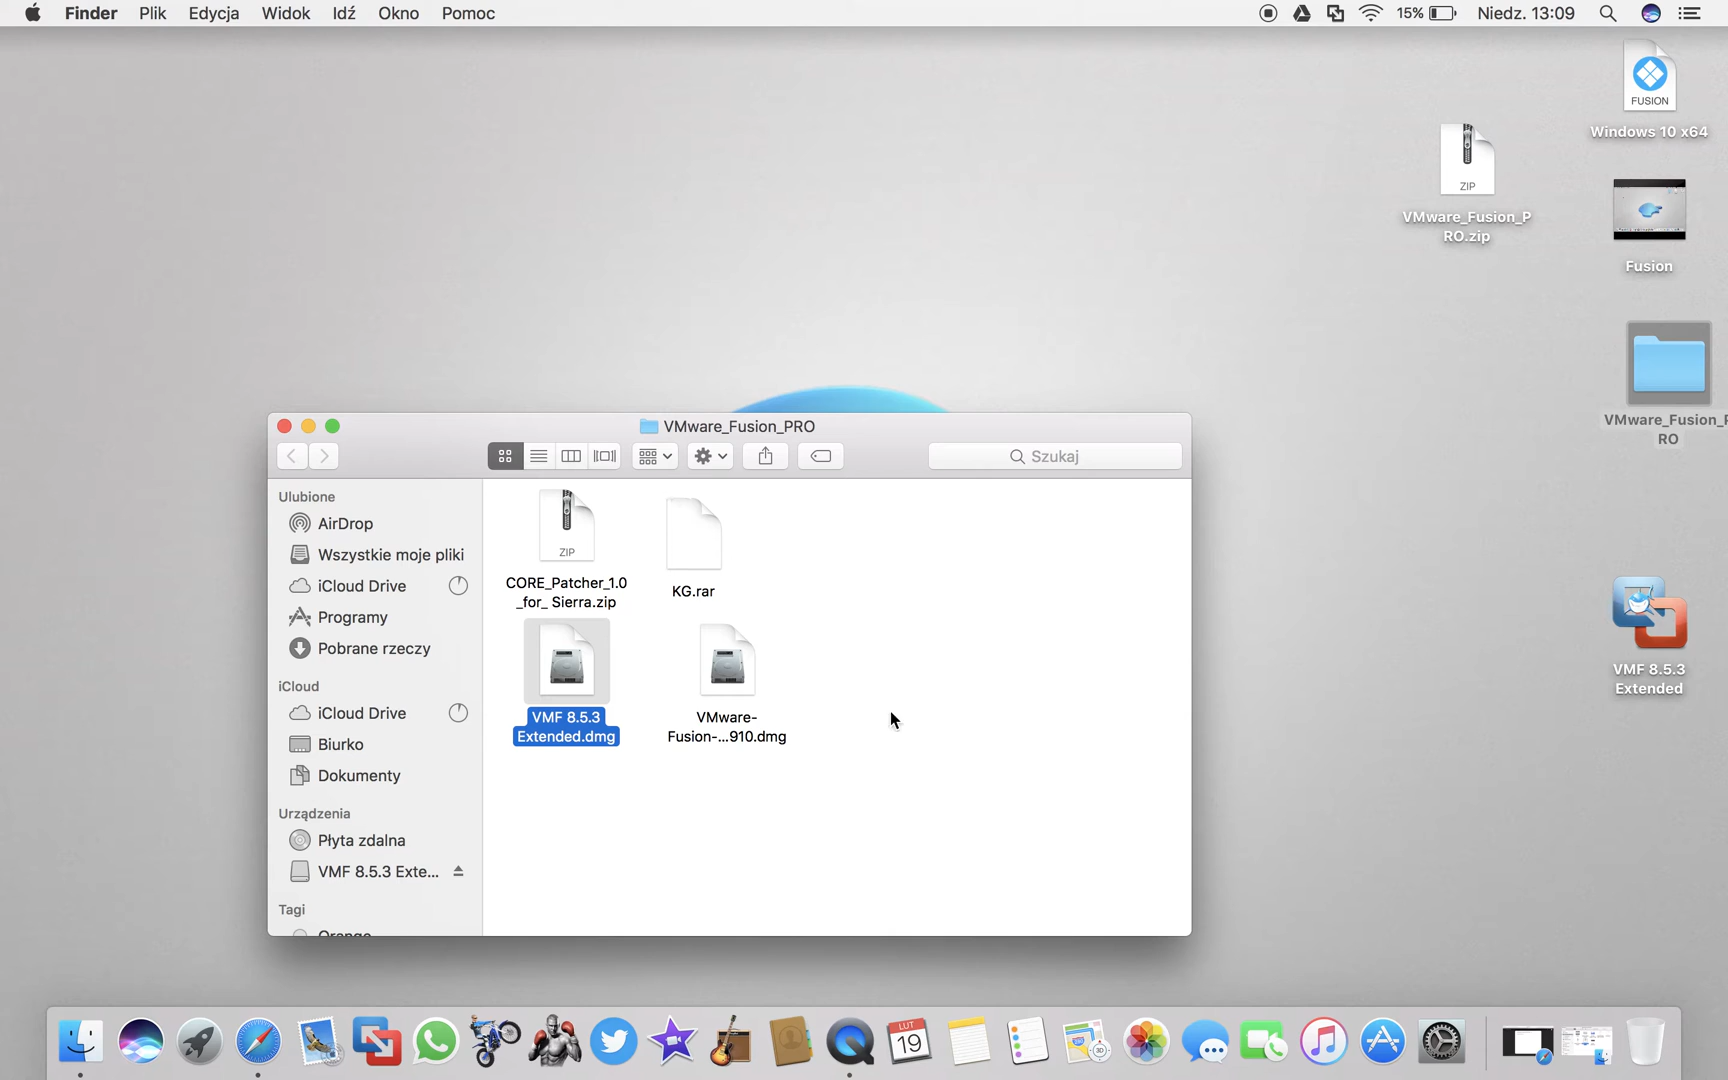 Finder Plik Edycja Widok Idź Okno Pomoc 15% Niedz. 13:09
FUSION
Windows 10 x64
ZIP
VMware_Fusion_P
RO.zip
Fusion
VMware_Fusion_P
RO
VMF 8.5.3
Extended
VMware_Fusion_PRO
Szukaj
Ulubione
AirDrop
Wszystkie moje pliki
iCloud Drive
Programy
Pobrane rzeczy
iCloud
iCloud Drive
Biurko
Dokumenty
Urządzenia
Płyta zdalna
VMF 8.5.3 Exte...
Tagi
Orange
ZIP
CORE_Patcher_1.0
_for_ Sierra.zip
KG.rar
VMF 8.5.3
Extended.dmg
VMware-
Fusion-...910.dmg
LUT
19
3D